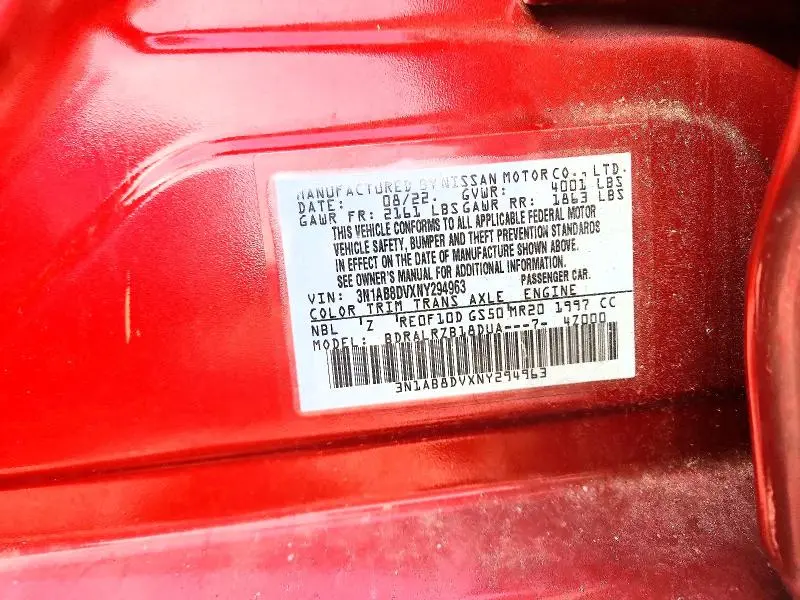 MANUFACTURED BY NISSAN MOTOR CO., LTD.
DATE: 08/22. GVWR: 4001 LBS
GAWR FR: 2161 LBS GAWR RR: 1863 LBS
THIS VEHICLE CONFORMS TO ALL APPLICABLE FEDERAL MOTOR
VEHICLE SAFETY, BUMPER AND THEFT PREVENTION STANDARDS
IN EFFECT ON THE DATE OF MANUFACTURE SHOWN ABOVE.
SEE OWNER'S MANUAL FOR ADDITIONAL INFORMATION.
VIN: 3N1AB8DVXNY294963 PASSENGER CAR.
COLOR TRIM TRANS AXLE ENGINE
NBL Z RE0F10D GS50 MR20 1997 CC
MODEL: BDRALRZB18DUA---7- 4Z000
3N1AB8DVXNY294963